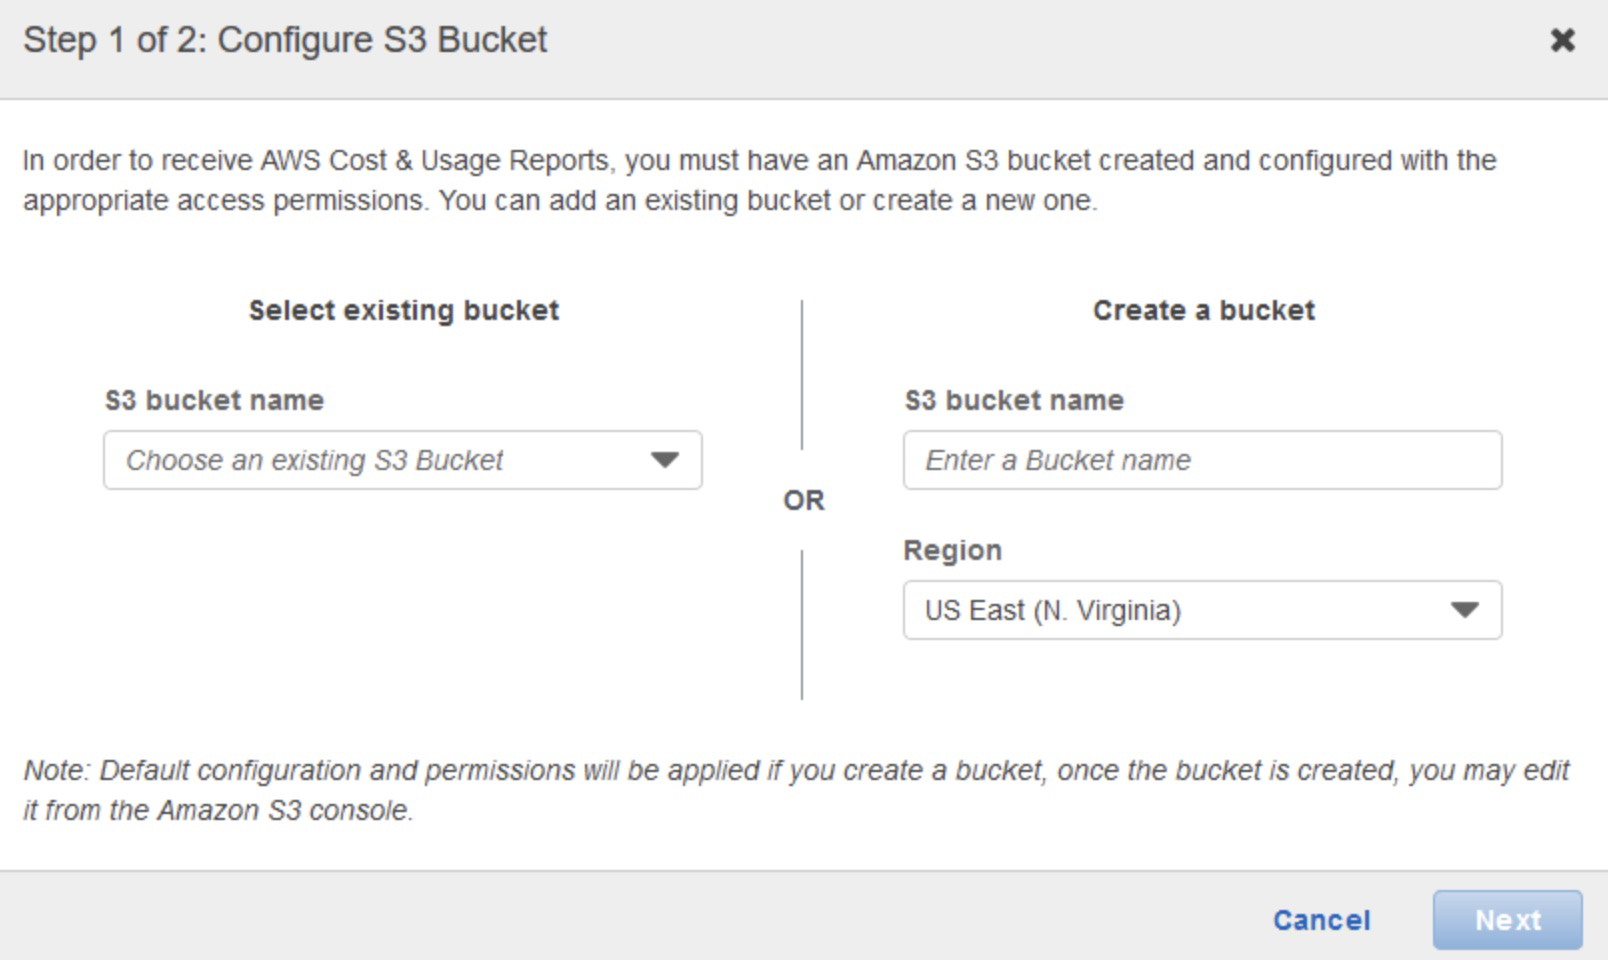 Step 1 of 2: Configure S3 Bucket
In order to receive AWS Cost & Usage Reports, you must have an Amazon S3 bucket created and configured with the
appropriate access permissions. You can add an existing bucket or create a new one.
Select existing bucket
S3 bucket name
Choose an existing S3 Bucket
OR
Create a bucket
S3 bucket name
Enter a Bucket name
Region
US East (N. Virginia)
Note: Default configuration and permissions will be applied if you create a bucket, once the bucket is created, you may edit
it from the Amazon S3 console.
Cancel
Next